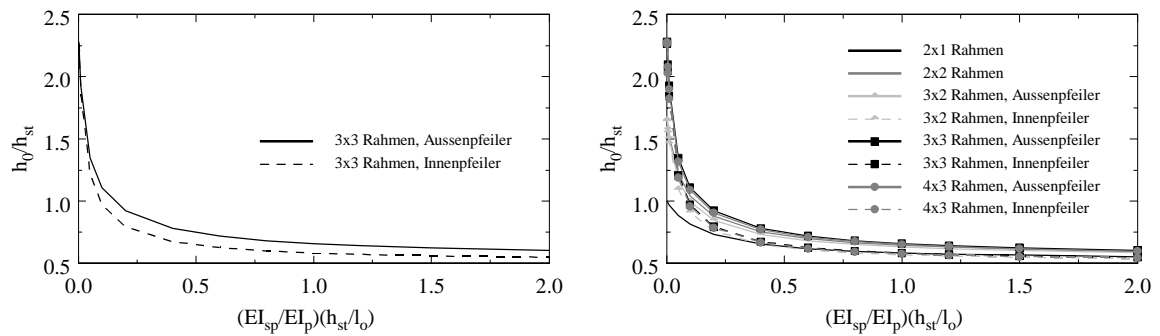 2.5
2.0
1.5
1.0
0.5
h0/hst
3x3 Rahmen, Aussenpfeiler
3x3 Rahmen, Innenpfeiler
0.0 0.5 1.0 1.5 2.0
(EIsp/EIp)(hst/lo)
2.5
2.0
1.5
1.0
0.5
h0/hst
2x1 Rahmen
2x2 Rahmen
3x2 Rahmen, Aussenpfeiler
3x2 Rahmen, Innenpfeiler
3x3 Rahmen, Aussenpfeiler
3x3 Rahmen, Innenpfeiler
4x3 Rahmen, Aussenpfeiler
4x3 Rahmen, Innenpfeiler
0.0 0.5 1.0 1.5 2.0
(EIsp/EIp)(hst/lo)